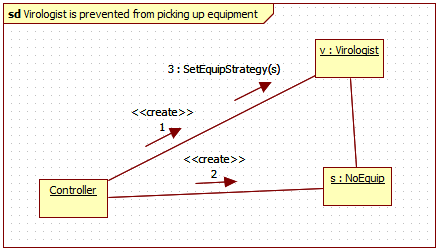 sd Virologist is prevented from picking up equipment
v : Virologist
3 : SetEquipStrategy(s)
<<create>>
1
<<create>>
2
Controller
s : NoEquip